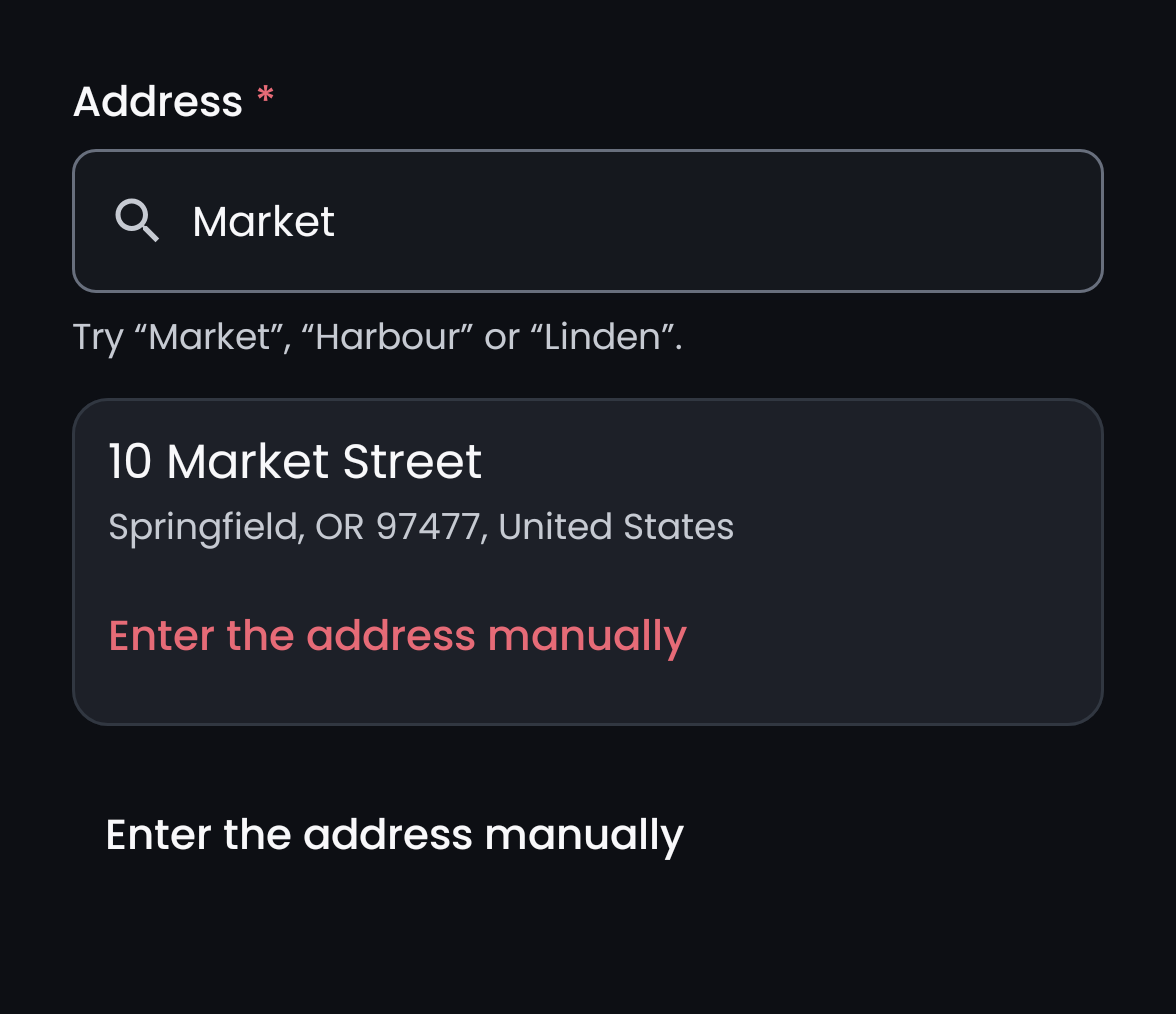 Address *
Market
Try “Market”, “Harbour” or “Linden”.
10 Market Street
Springfield, OR 97477, United States
Enter the address manually
Enter the address manually